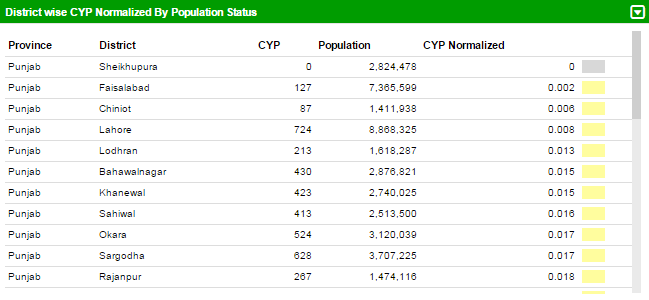 District wise CYP Normalized By Population Status
Province District CYP Population CYP Normalized
Punjab Sheikhupura 0 2,824,478 0
Punjab Faisalabad 127 7,365,599 0.002
Punjab Chiniot 87 1,411,938 0.006
Punjab Lahore 724 8,868,325 0.008
Punjab Lodhran 213 1,618,287 0.013
Punjab Bahawalnagar 430 2,876,821 0.015
Punjab Khanewal 423 2,740,025 0.015
Punjab Sahiwal 413 2,513,500 0.016
Punjab Okara 524 3,120,039 0.017
Punjab Sargodha 628 3,707,225 0.017
Punjab Rajanpur 267 1,474,116 0.018